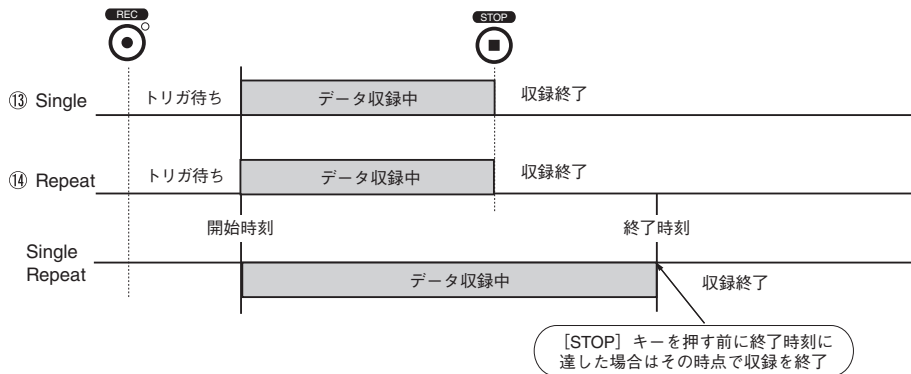 REC
STOP
⑬ Single
トリガ待ち
データ収録中
収録終了
⑭ Repeat
トリガ待ち
データ収録中
収録終了
開始時刻
終了時刻
Single
Repeat
データ収録中
収録終了
［STOP］キーを押す前に終了時刻に
達した場合はその時点で収録を終了